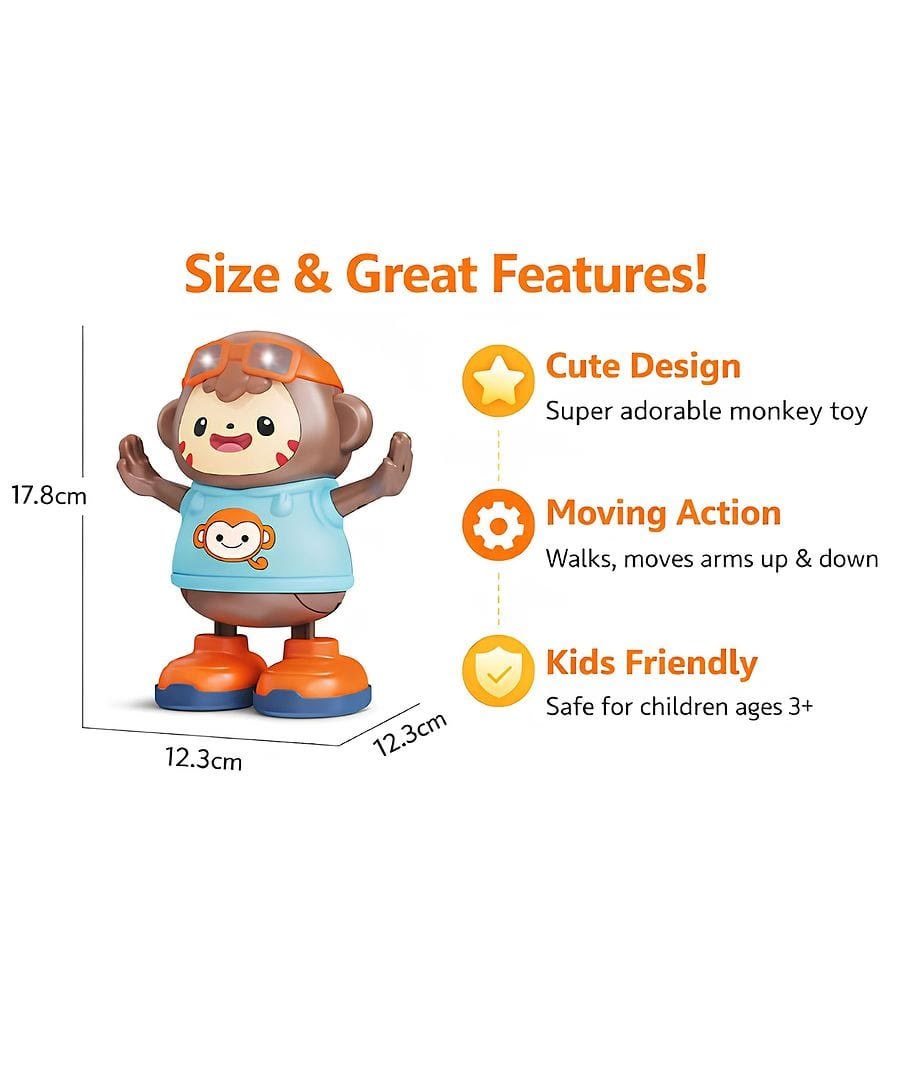 Size & Great Features!
Cute Design
Super adorable monkey toy
17.8cm
Moving Action
Walks, moves arms up & down
Kids Friendly
Safe for children ages 3+
12.3cm
12.3cm